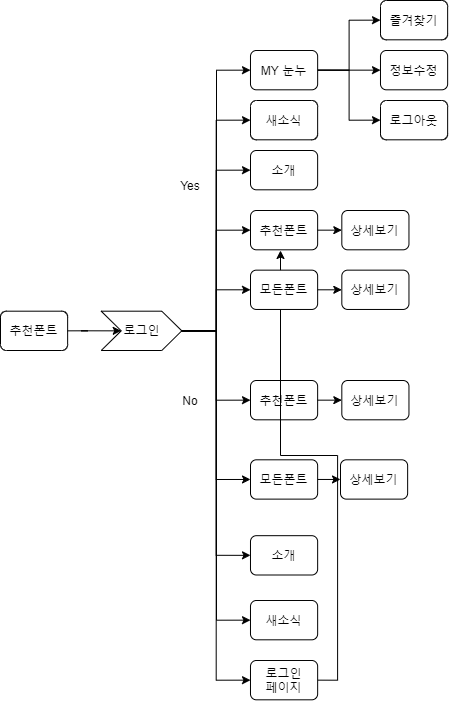 즐겨찾기
MY 눈누
정보수정
새소식
로그아웃
소개
Yes
추천폰트
상세보기
모든폰트
상세보기
추천폰트
로그인
No
추천폰트
상세보기
모든폰트
상세보기
소개
새소식
로그인
페이지